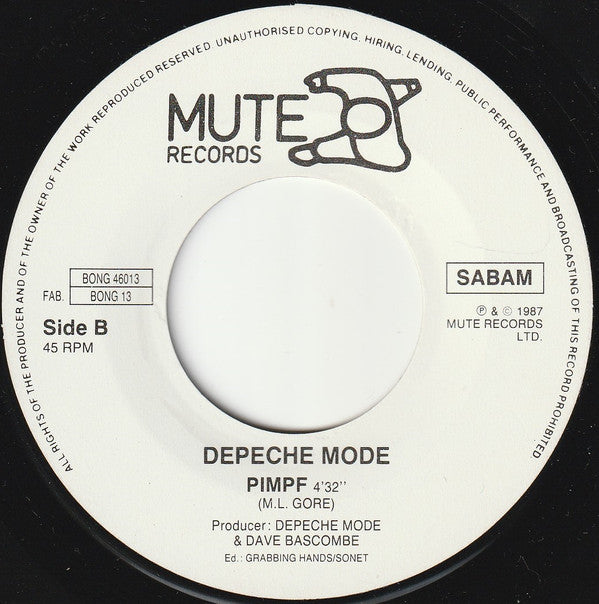 ALL RIGHTS OF THE PRODUCER AND OF THE OWNER OF THE WORK REPRODUCED RESERVED. UNAUTHORISED COPYING, HIRING, LENDING, PUBLIC PERFORMANCE AND BROADCASTING OF THIS RECORD PROHIBITED.
MUTE
RECORDS
BONG 46013
FAB. BONG 13
Side B
45 RPM
SABAM
℗ & © 1987
MUTE RECORDS
LTD.
DEPECHE MODE
PIMPF 4'32''
(M.L. GORE)
Producer: DEPECHE MODE
& DAVE BASCOMBE
Ed.: GRABBING HANDS/SONET